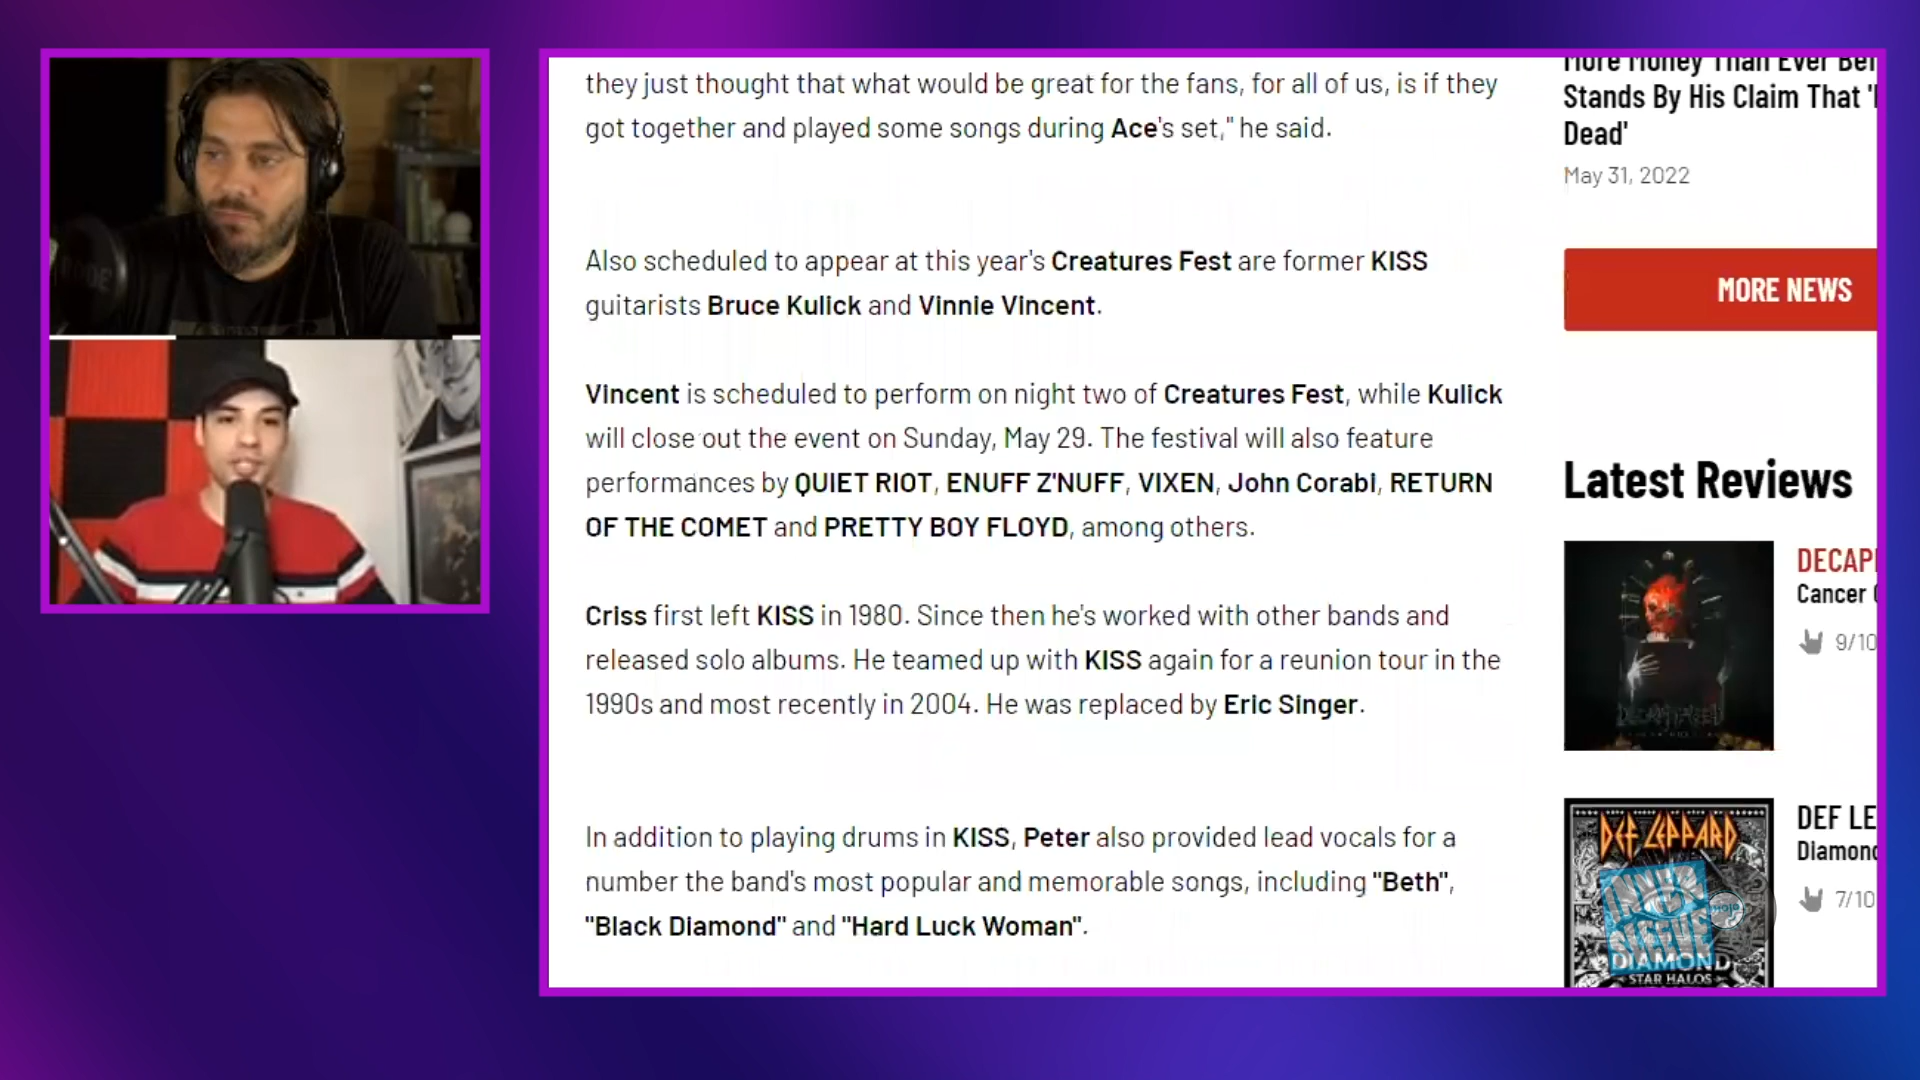 they just thought that what would be great for the fans, for all of us, is if they
got together and played some songs during Ace's set," he said.
Also scheduled to appear at this year's Creatures Fest are former KISS
guitarists Bruce Kulick and Vinnie Vincent.
Vincent is scheduled to perform on night two of Creatures Fest, while Kulick
will close out the event on Sunday, May 29. The festival will also feature
performances by QUIET RIOT, ENUFF Z'NUFF, VIXEN, John Corabi, RETURN
OF THE COMET and PRETTY BOY FLOYD, among others.
Criss first left KISS in 1980. Since then he's worked with other bands and
released solo albums. He teamed up with KISS again for a reunion tour in the
1990s and most recently in 2004. He was replaced by Eric Singer.
In addition to playing drums in KISS, Peter also provided lead vocals for a
number the band's most popular and memorable songs, including "Beth",
"Black Diamond" and "Hard Luck Woman".
More Money Than Ever
Stands By His Claim That
Dead'
May 31, 2022
MORE NEWS
Latest Reviews
DECAP
Cancer
9/10
DEF LEPPARD
DIAMOND
STAR HALOS
DEF LE
Diamond
7/10
RODE